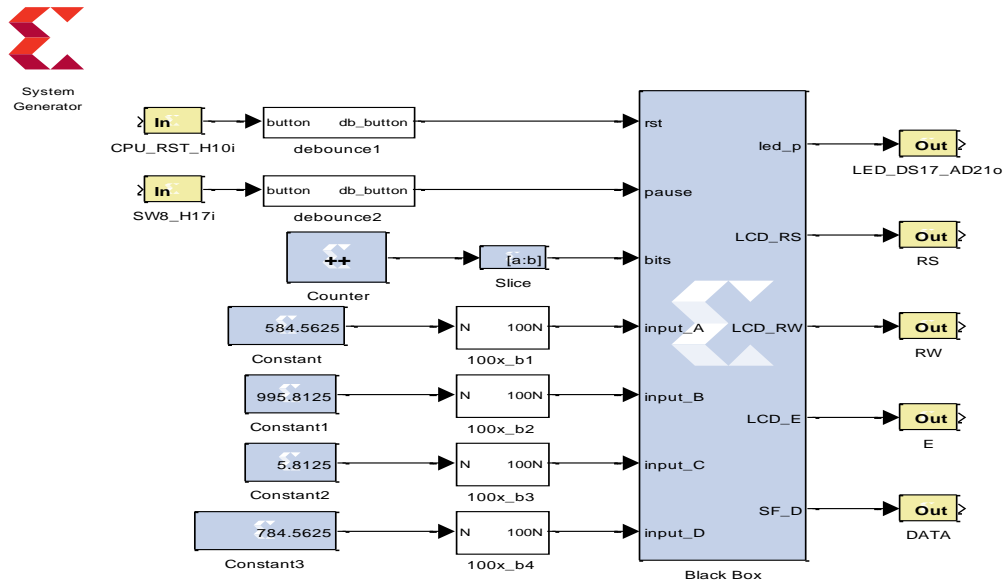 System
Generator
In
CPU_RST_H10i
button db_button
debounce1
rst
In
SW8_H17i
button db_button
debounce2
pause
++
Counter
[a:b]
Slice
bits
584.5625
Constant
N 100N
100x_b1
input_A
995.8125
Constant1
N 100N
100x_b2
input_B
5.8125
Constant2
N 100N
100x_b3
input_C
784.5625
Constant3
N 100N
100x_b4
input_D
led_p
LCD_RS
LCD_RW
LCD_E
SF_D
Black Box
Out
LED_DS17_AD21o
Out
RS
Out
RW
Out
E
Out
DATA